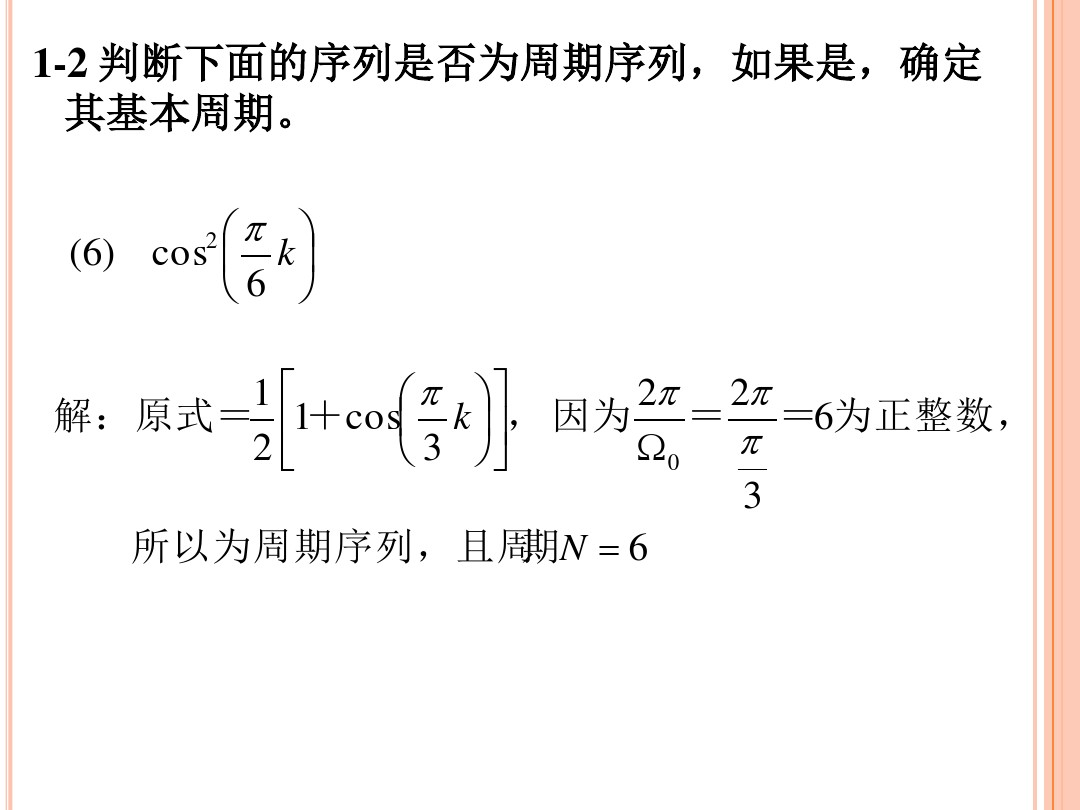 1-2 判断下面的序列是否为周期序列，如果是，确定
其基本周期。
(6) cos²(π/6 k)
解：原式＝1/2[1＋cos(π/3 k)]，因为2π/Ω₀＝2π/(π/3)＝6为正整数，
所以为周期序列，且周期N = 6